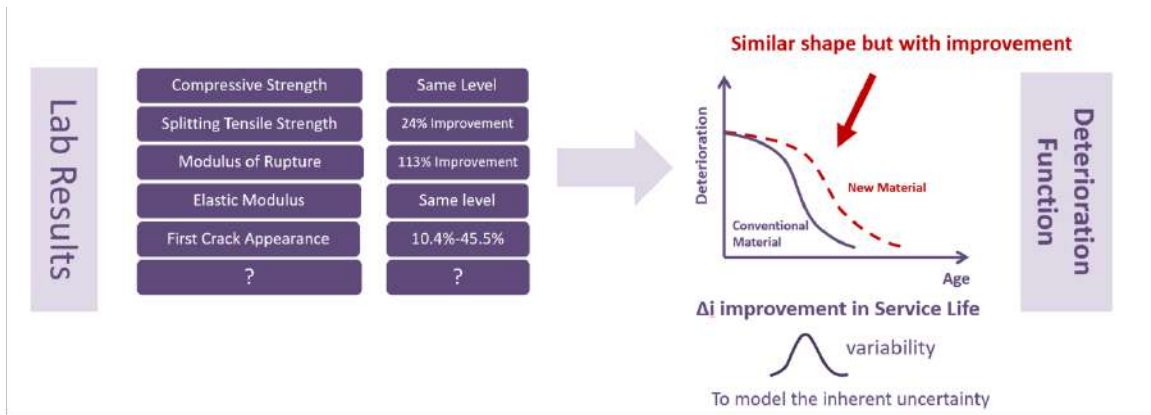 Lab Results
Compressive Strength
Same Level
Splitting Tensile Strength
24% Improvement
Modulus of Rupture
113% Improvement
Elastic Modulus
Same level
First Crack Appearance
10.4%-45.5%
?
?
Similar shape but with improvement
Deterioration
New Material
Conventional
Material
Age
Δi improvement in Service Life
variability
To model the inherent uncertainty
Deterioration
Function